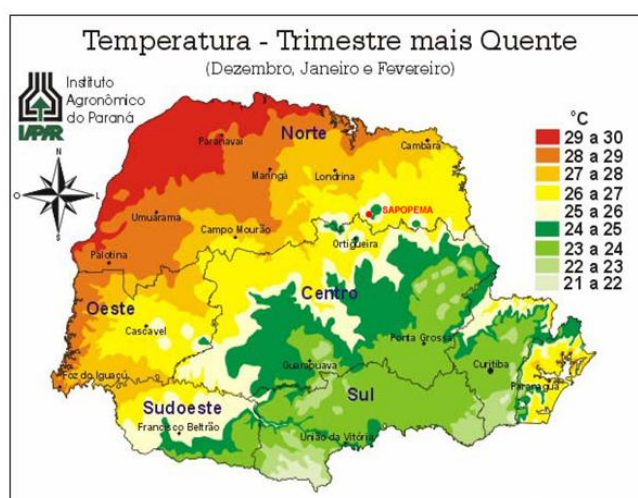 Temperatura - Trimestre mais Quente
(Dezembro, Janeiro e Fevereiro)
Instituto
Agronômico
do Paraná
IAPAR
N
O
L
S
°C
29 a 30
28 a 29
27 a 28
26 a 27
25 a 26
24 a 25
23 a 24
22 a 23
21 a 22
Norte
Paranavaí
Cambará
Maringá
Londrina
SAPOPEMA
Umuarama
Campo Mourão
Ortigueira
Palotina
Oeste
Centro
Cascavel
Ponta Grossa
Guarapuava
Curitiba
Foz do Iguaçú
Paranaguá
Sudoeste
Sul
Francisco Beltrão
União da Vitória